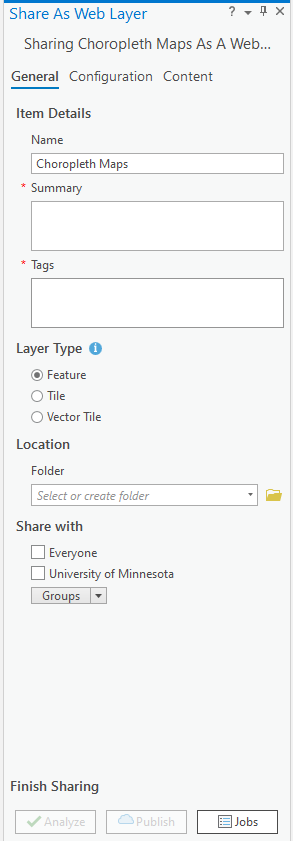 Share As Web Layer ?
Sharing Choropleth Maps As A Web...
General Configuration Content
Item Details
Name
Choropleth Maps
* Summary
* Tags
Layer Type i
Feature
Tile
Vector Tile
Location
Folder
Select or create folder
Share with
Everyone
University of Minnesota
Groups
Finish Sharing
Analyze Publish Jobs